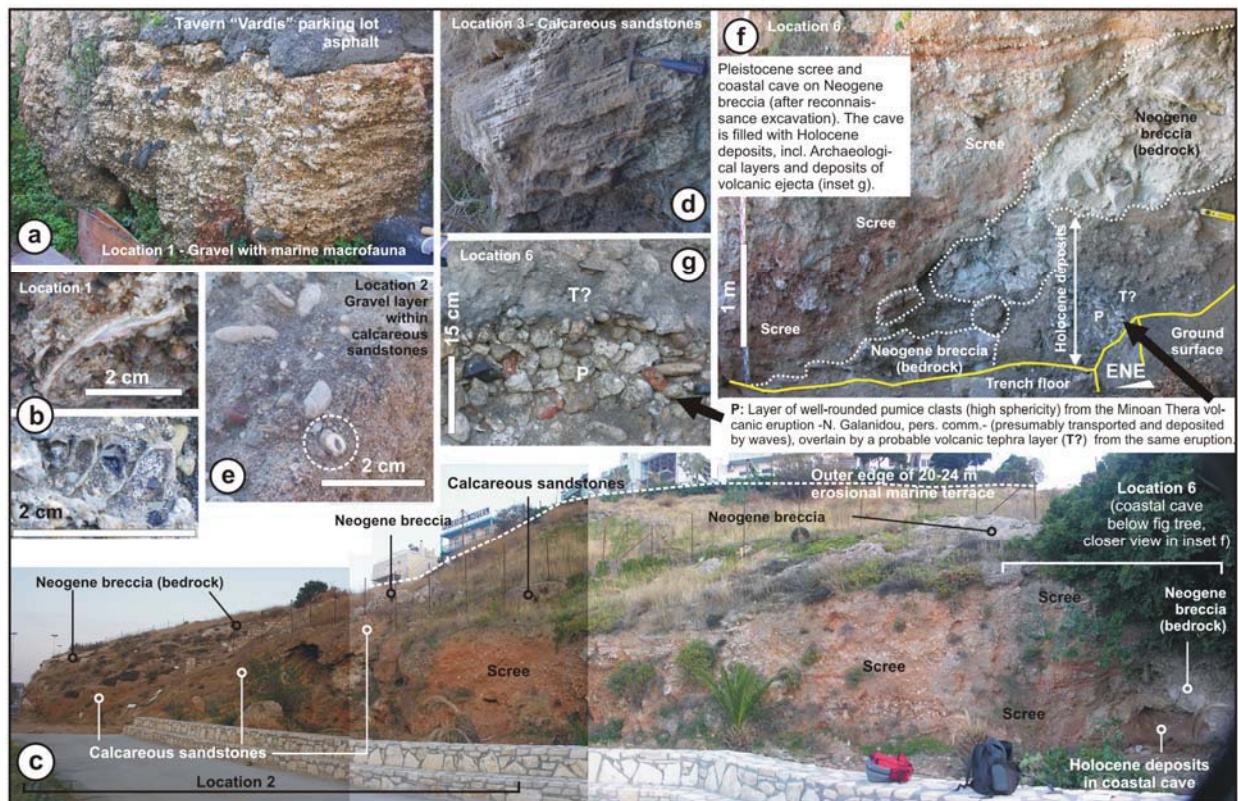 Tavern "Vardis" parking lot
asphalt
a
Location 1 - Gravel with marine macrofauna
Location 3 - Calcareous sandstones
d
f
Location 6
Pleistocene scree and
coastal cave on Neogene
breccia (after reconnais-
sance excavation). The cave
is filled with Holocene
deposits, incl. Archaeologi-
cal layers and deposits of
volcanic ejecta (inset g).
Scree
Neogene
breccia
(bedrock)
Scree
1 m
Scree
Neogene breccia
(bedrock)
Holocene deposits
T?
P
Ground
surface
ENE
Trench floor
Location 1
2 cm
b
2 cm
Location 2
Gravel layer
within
calcareous
sandstones
e
2 cm
Location 6
g
T?
15 cm
P
P: Layer of well-rounded pumice clasts (high sphericity) from the Minoan Thera vol-
canic eruption -N. Galanidou, pers. comm.- (presumably transported and deposited
by waves), overlain by a probable volcanic tephra layer (T?) from the same eruption.
Calcareous sandstones
Neogene breccia
Neogene breccia (bedrock)
Outer edge of 20-24 m
erosional marine terrace
Neogene breccia
Location 6
(coastal cave
below fig tree,
closer view in inset f)
Scree
Neogene
breccia
(bedrock)
Scree
Scree
Scree
Calcareous sandstones
c
Location 2
Holocene deposits
in coastal cave